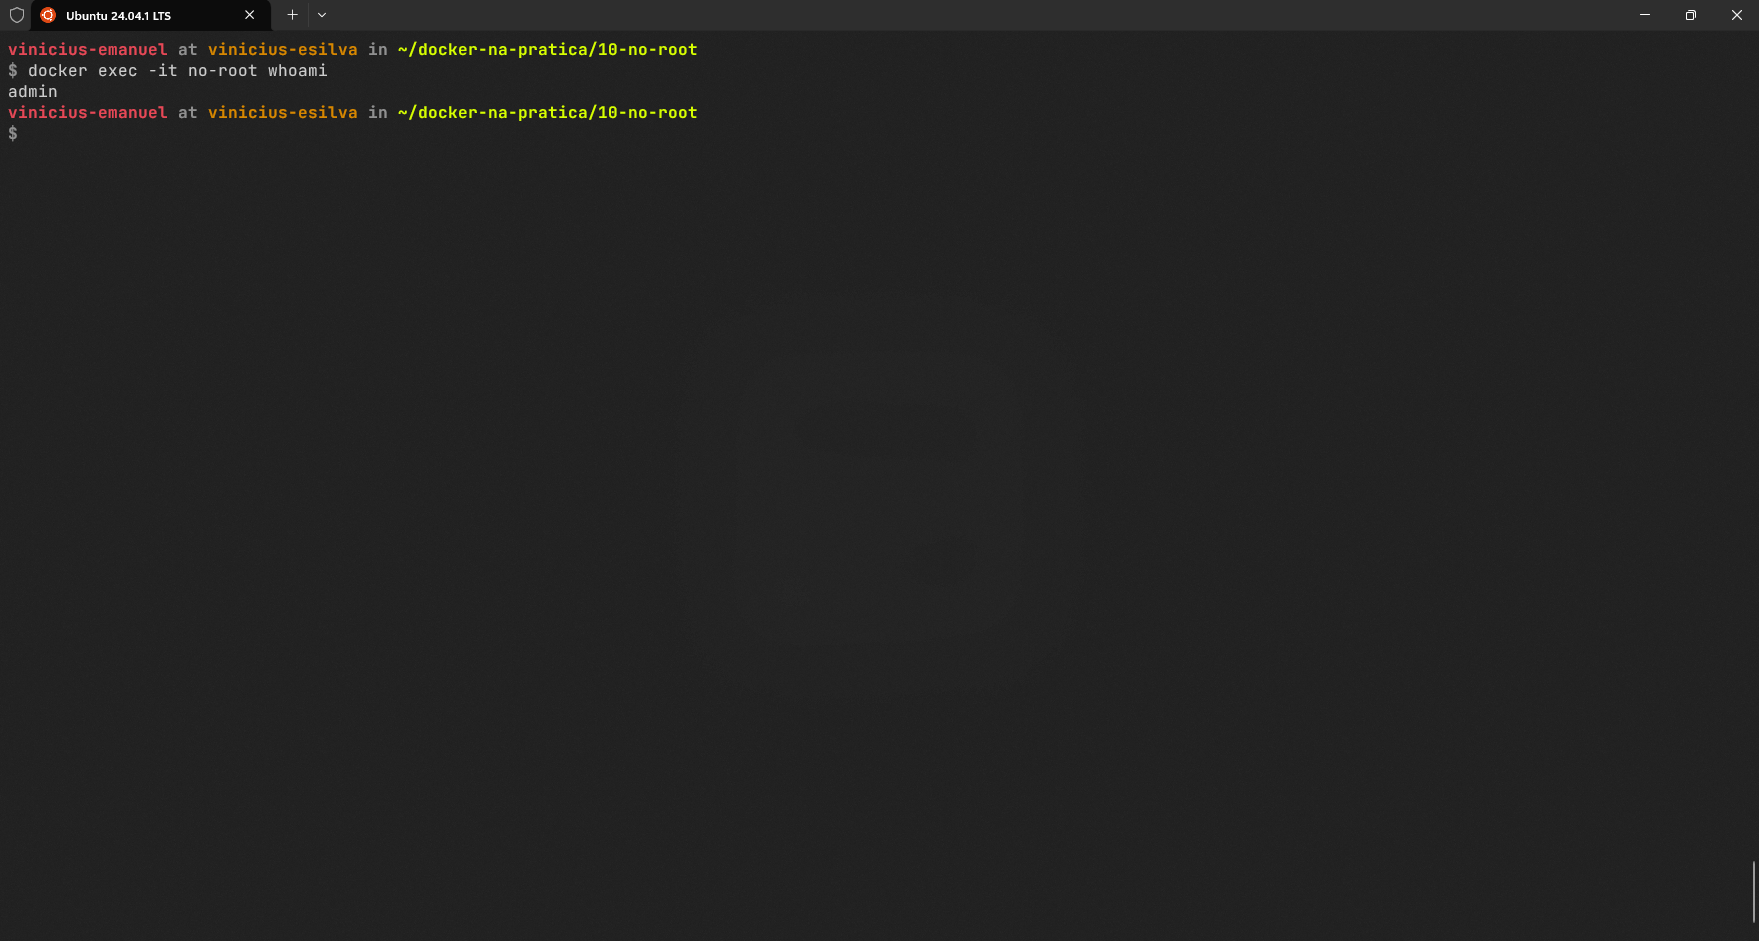 Ubuntu 24.04.1 LTS
vinicius-emanuel at vinicius-esilva in ~/docker-na-pratica/10-no-root
$ docker exec -it no-root whoami
admin
vinicius-emanuel at vinicius-esilva in ~/docker-na-pratica/10-no-root
$